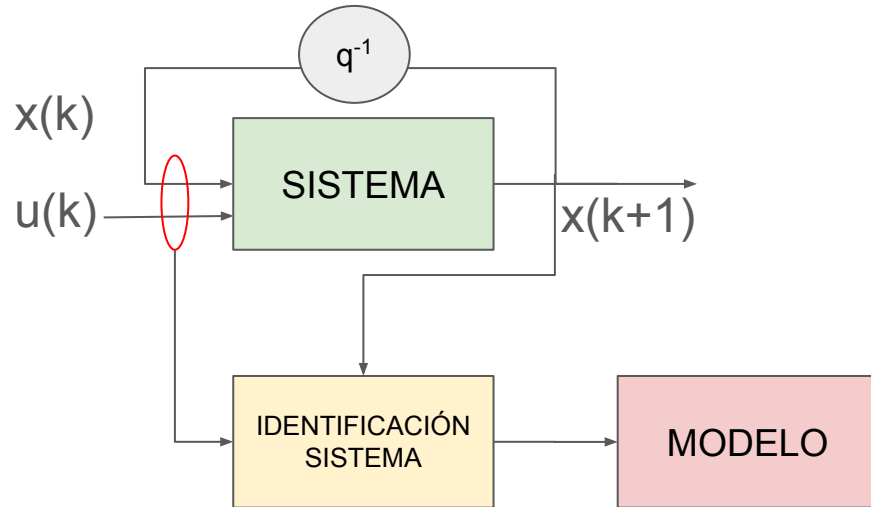 q⁻¹
x(k)
SISTEMA
u(k)
x(k+1)
IDENTIFICACIÓN
SISTEMA
MODELO